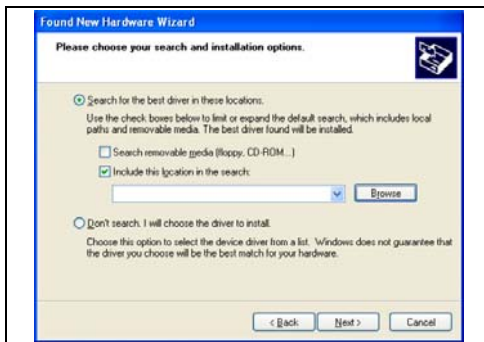 Found New Hardware Wizard
Please choose your search and installation options.
Search for the best driver in these locations.
Use the check boxes below to limit or expand the default search, which includes local
paths and removable media. The best driver found will be installed.
Search removable media (floppy, CD-ROM...)
Include this location in the search:
Browse
Don't search. I will choose the driver to install.
Choose this option to select the device driver from a list. Windows does not guarantee that
the driver you choose will be the best match for your hardware.
< Back Next > Cancel